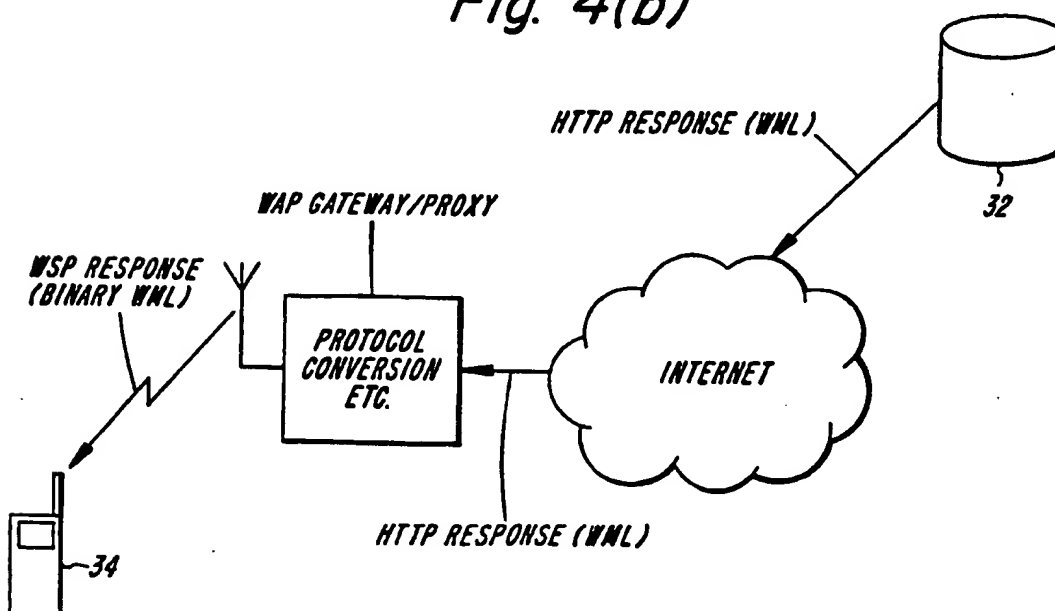 Fig. 4(b)
HTTP RESPONSE (WML)
32
WAP GATEWAY/PROXY
WSP RESPONSE
(BINARY WML)
PROTOCOL
CONVERSION
ETC.
INTERNET
HTTP RESPONSE (WML)
34